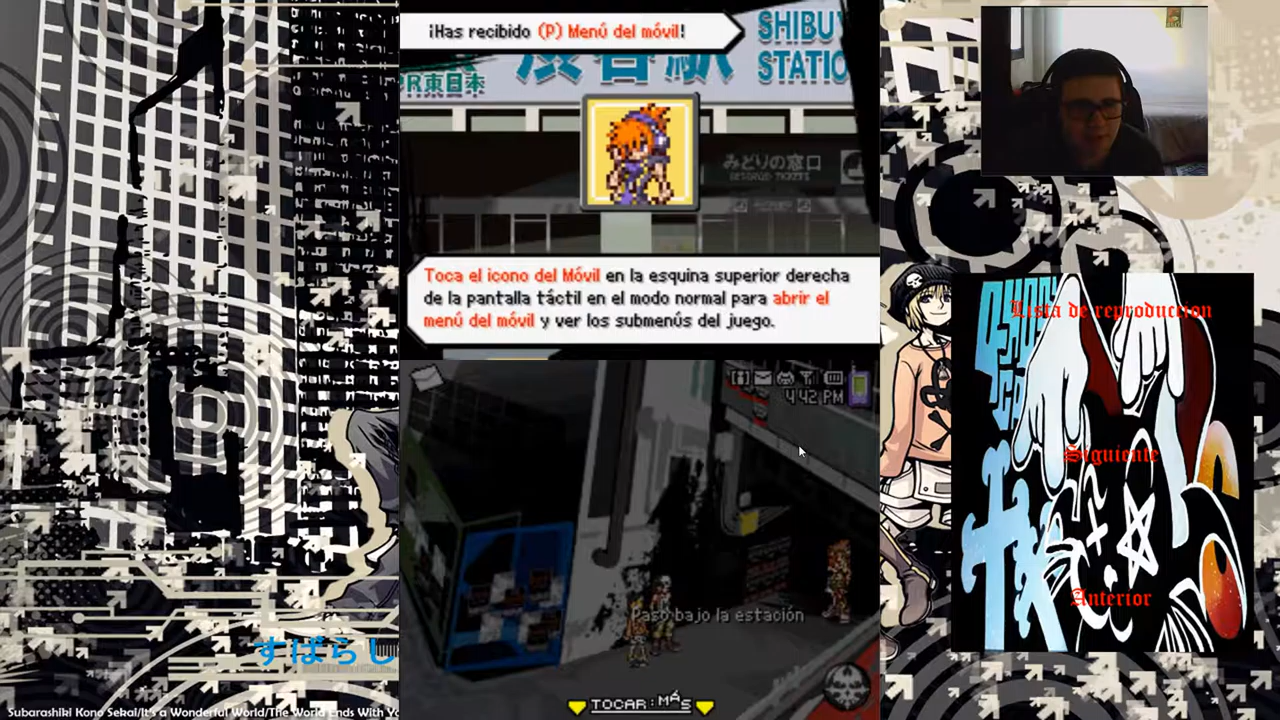 ¡Has recibido (P) Menú del móvil!
SHIBUY
STATIO
渋谷駅
JR東日本
みどりの窓口
Toca el icono del Móvil en la esquina superior derecha
de la pantalla táctil en el modo normal para abrir el
menú del móvil y ver los submenús del juego.
4:42 PM
Paso bajo la estación
TOCAR: MÁS
Lista de reproduccion
Siguiente
Anterior
すばらし
Subarashiki Kono Sekai/It's a Wonderful World/The World Ends With Yo